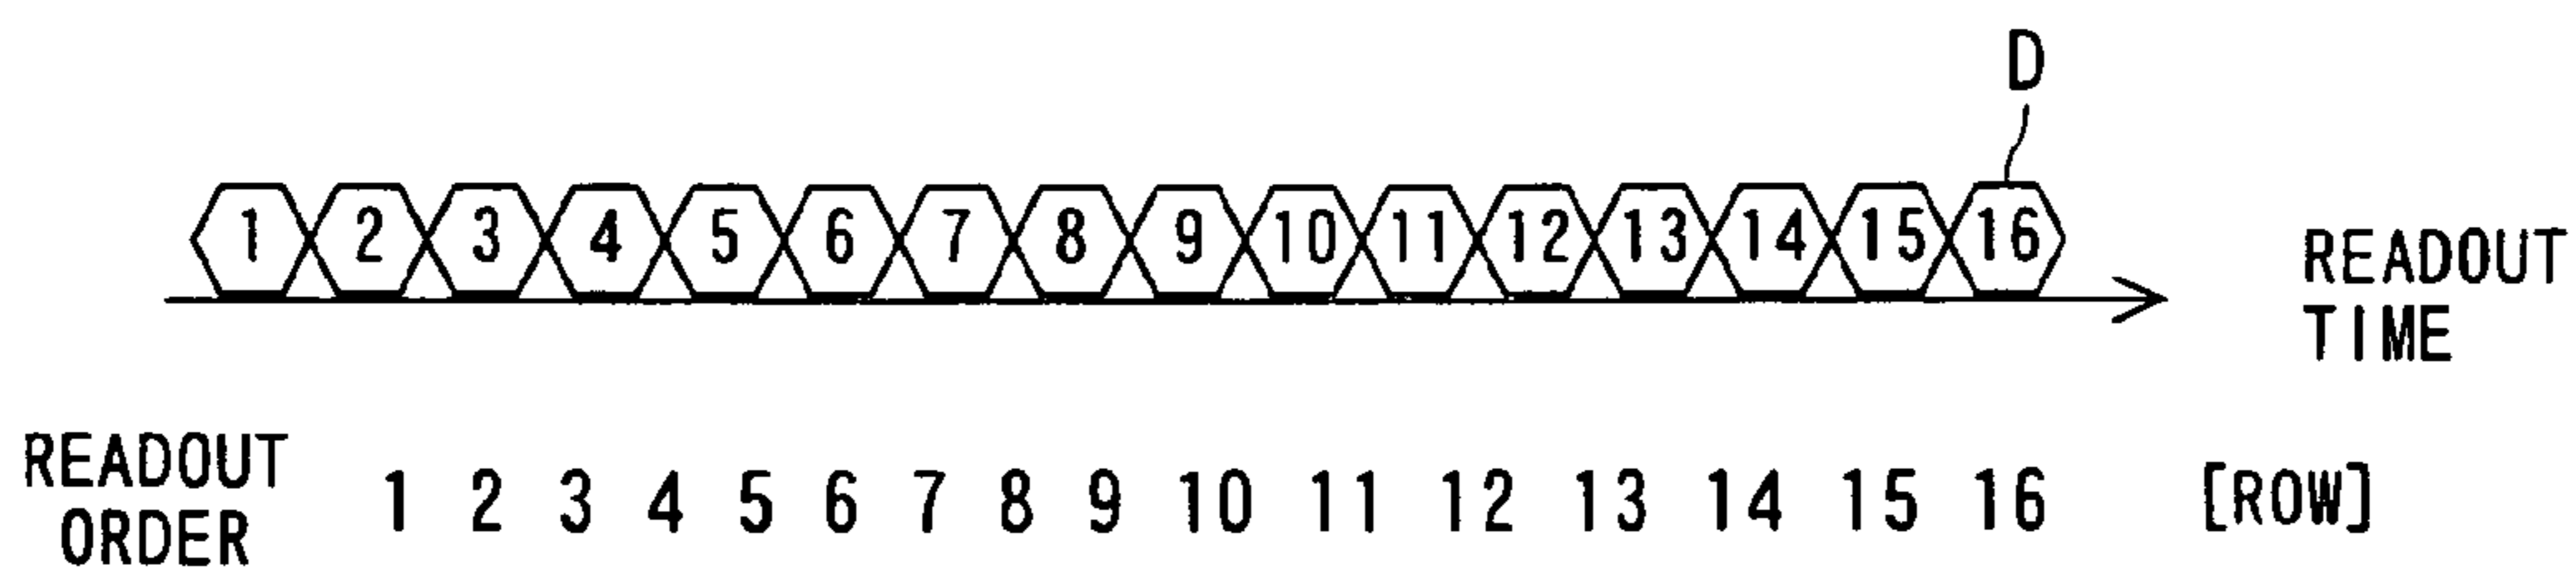 D
1 2 3 4 5 6 7 8 9 10 11 12 13 14 15 16
READOUT
TIME
READOUT
ORDER
1 2 3 4 5 6 7 8 9 10 11 12 13 14 15 16 [ROW]